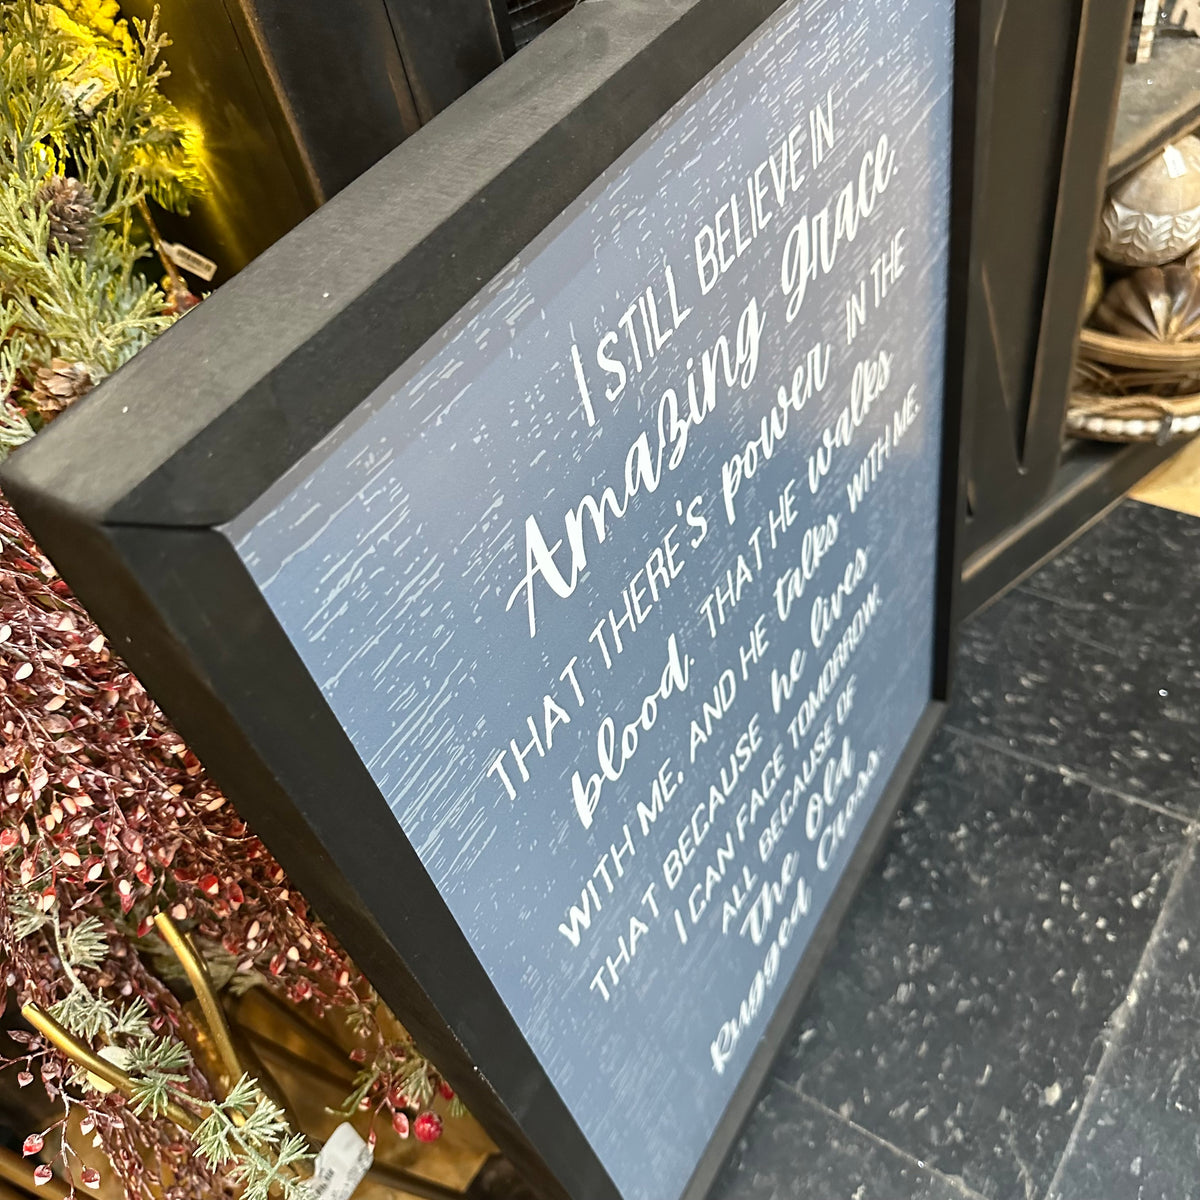 I STILL BELIEVE IN
Amazing Grace.
THAT THERE'S power IN THE
blood. THAT HE walks
WITH ME. AND HE talks WITH ME.
THAT BECAUSE he lives
I CAN FACE TOMORROW.
ALL BECAUSE OF
The Old
Rugged Cross